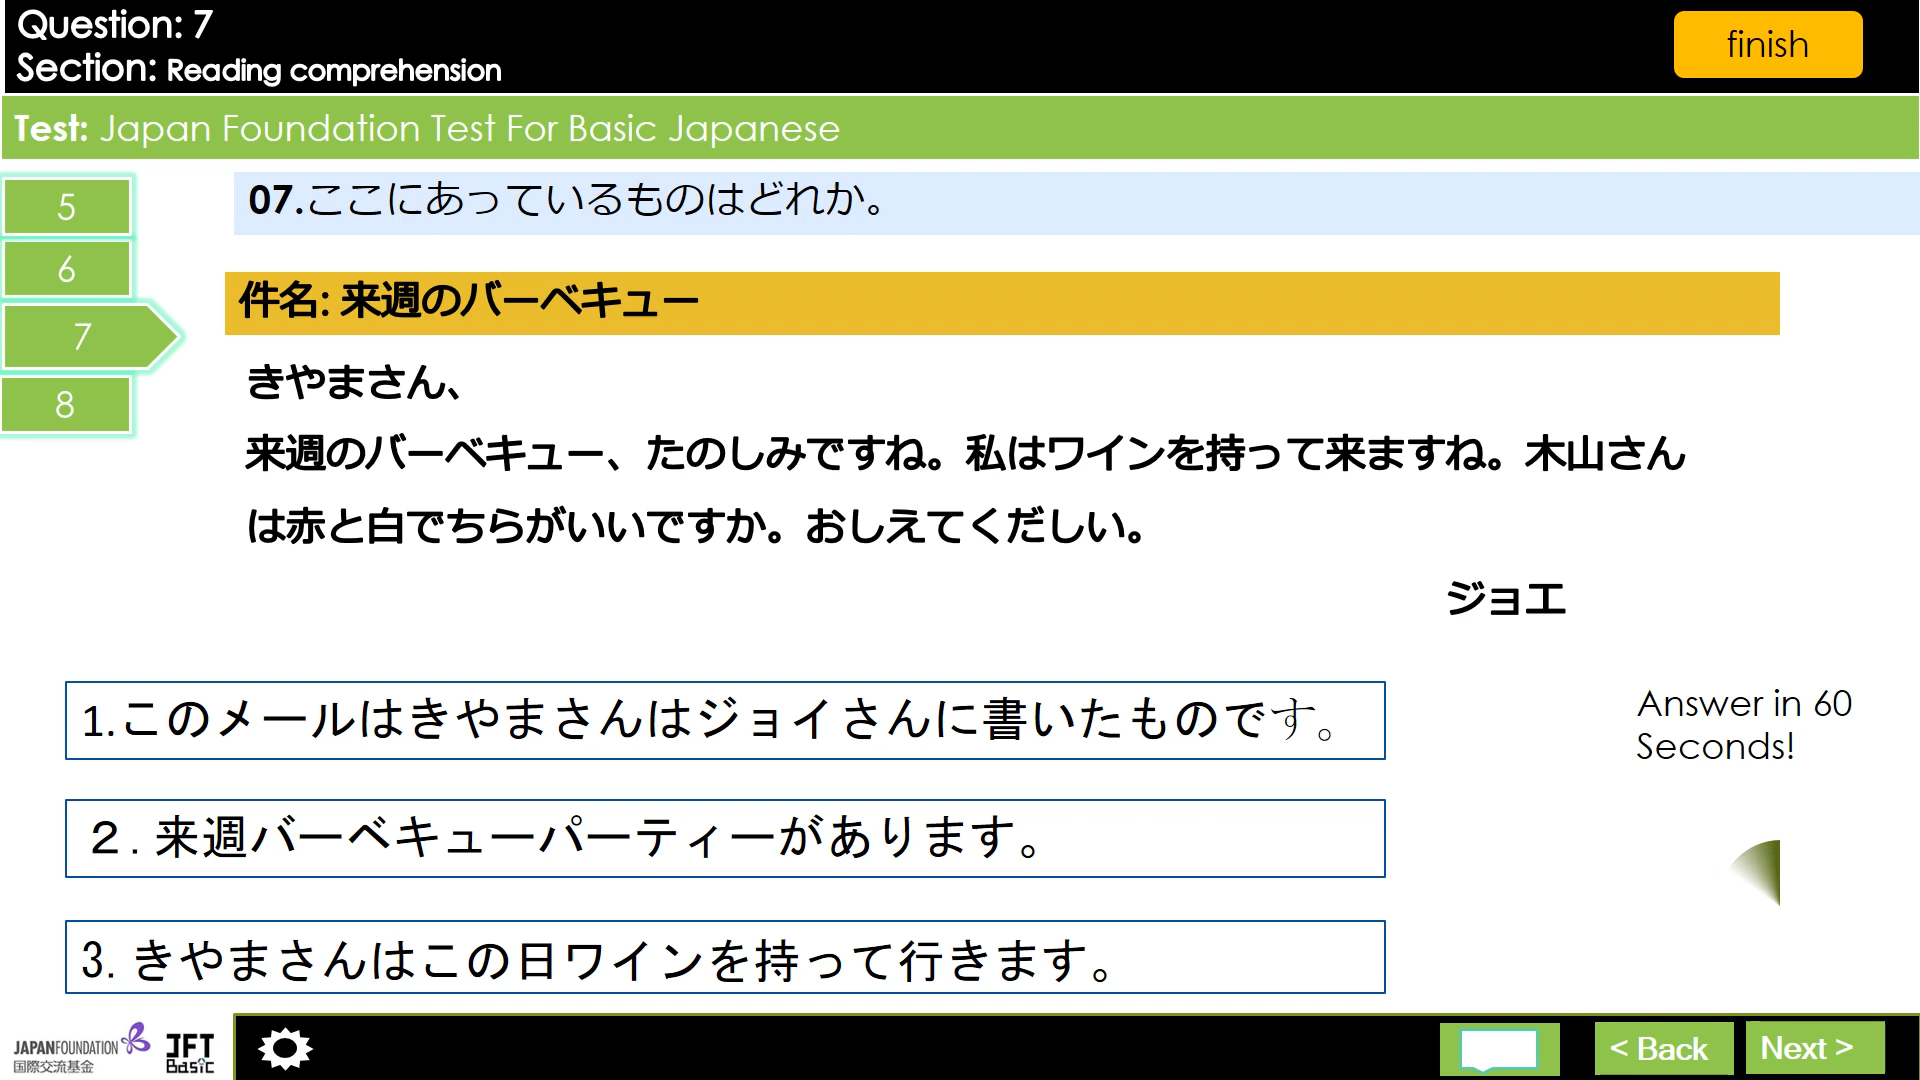 Question: 7
Section: Reading comprehension
finish
Test: Japan Foundation Test For Basic Japanese
5
6
7
8
07.ここにあっているものはどれか。
件名: 来週のバーベキュー
きやまさん、
来週のバーベキュー、たのしみですね。私はワインを持って来ますね。木山さん
は赤と白でちらがいいですか。おしえてくだしい。
ジョエ
1.このメールはきやまさんはジョイさんに書いたものです。
２. 来週バーベキューパーティーがあります。
3. きやまさんはこの日ワインを持って行きます。
Answer in 60
Seconds!
JAPANFOUNDATION
国際交流基金
JFT
Basic
< Back
Next >